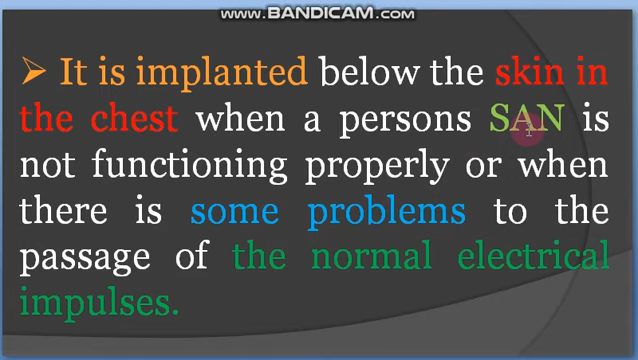 www.BANDICAM.com
➢ It is implanted below the skin in
the chest when a persons SAN is
not functioning properly or when
there is some problems to the
passage of the normal electrical
impulses.